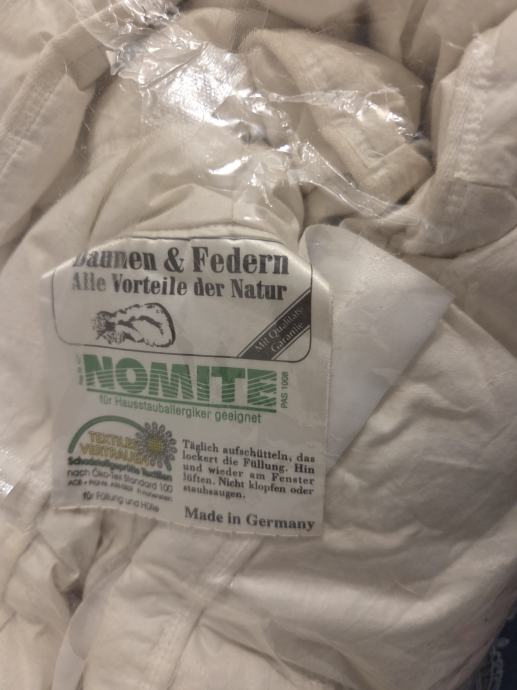 Daunen & Federn
Alle Vorteile der Natur
Mit Qualitäts-
Garantie
NOMITE
PAS 1008
für Hausstauballergiker geeignet
TEXTILES
VERTRAUEN
Schadstoffgeprüfte Textilien
nach Öko-Tex Standard 100
für Füllung und Hülle
Täglich aufschütteln, das
lockert die Füllung. Hin
und wieder am Fenster
lüften. Nicht klopfen oder
staubsaugen.
Made in Germany